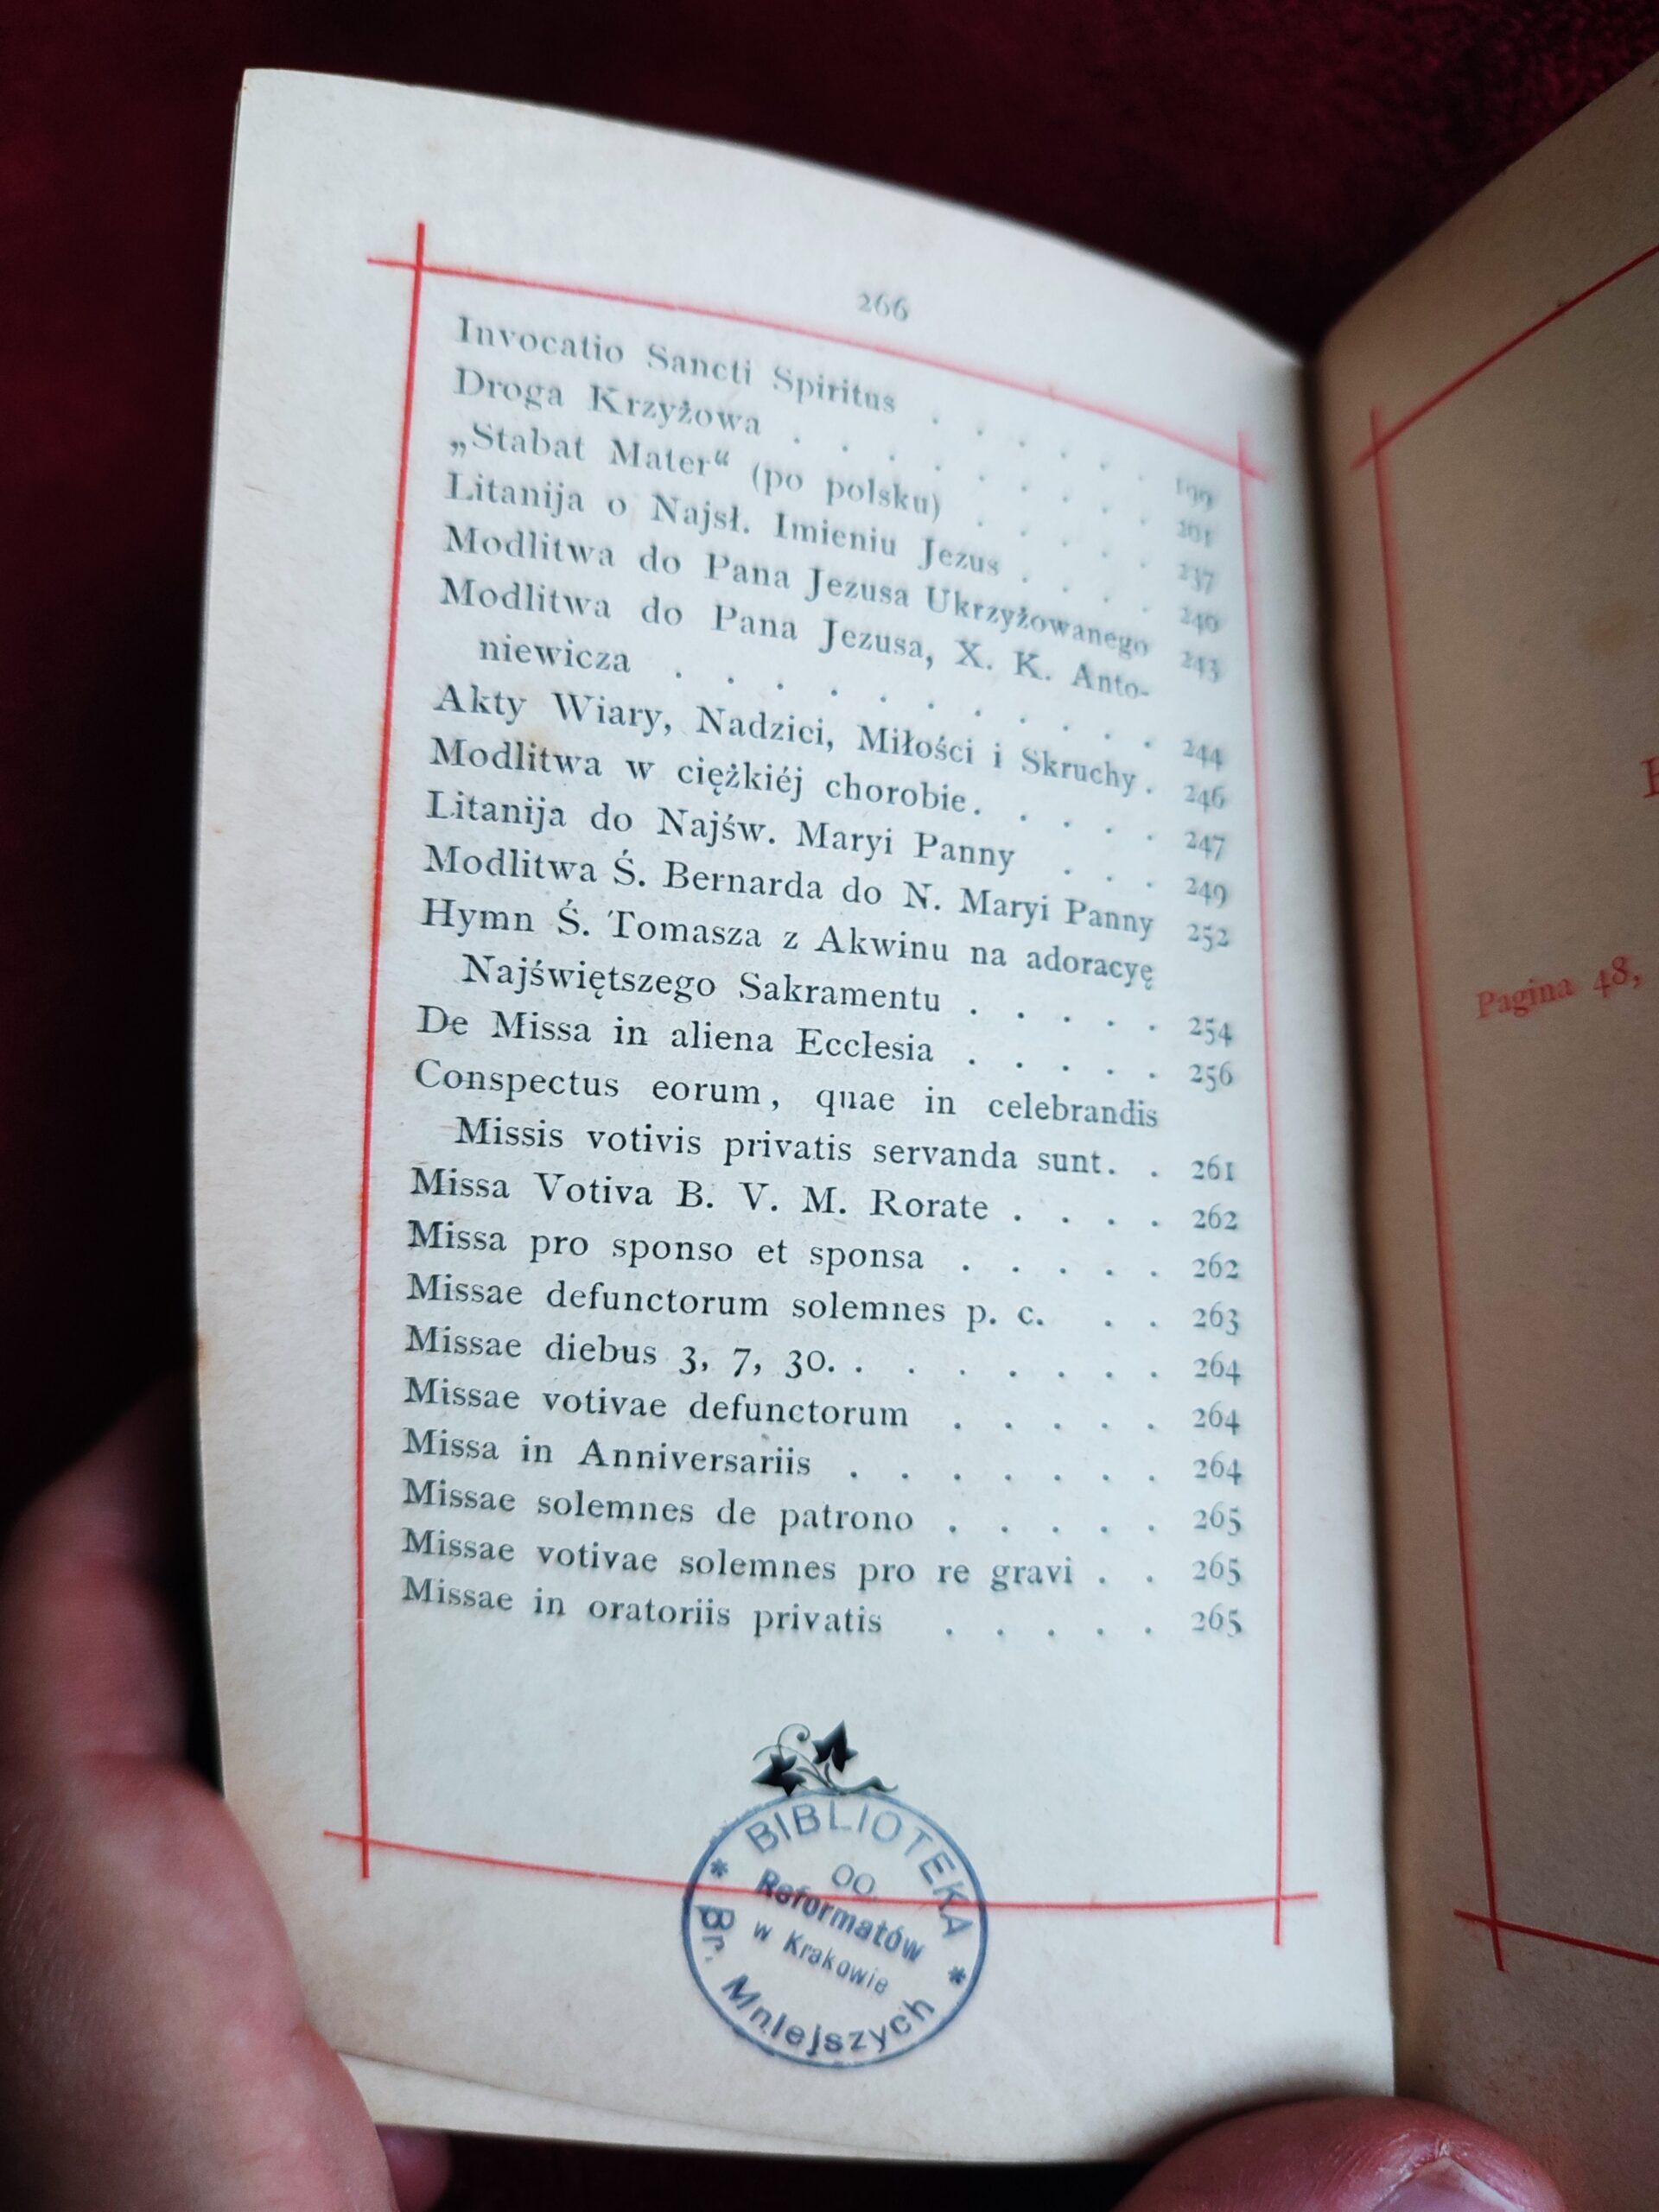 266
Invocatio Sancti Spiritus . . . . . . 199
Droga Krzyżowa . . . . . . . . 201
„Stabat Mater“ (po polsku) . . . . . 237
Litanija o Najsł. Imieniu Jezus . . . . 240
Modlitwa do Pana Jezusa Ukrzyżowanego 243
Modlitwa do Pana Jezusa, X. K. Anto-
niewicza . . . . . . . . . . 244
Akty Wiary, Nadziei, Miłości i Skruchy . 246
Modlitwa w ciężkiéj chorobie . . . . . 247
Litanija do Najśw. Maryi Panny . . . 249
Modlitwa Ś. Bernarda do N. Maryi Panny 252
Hymn Ś. Tomasza z Akwinu na adoracyę
Najświętszego Sakramentu . . . . . 254
De Missa in aliena Ecclesia . . . . . 256
Conspectus eorum, quae in celebrandis
Missis votivis privatis servanda sunt. . 261
Missa Votiva B. V. M. Rorate . . . . 262
Missa pro sponso et sponsa . . . . . 262
Missae defunctorum solemnes p. c. . . 263
Missae diebus 3, 7, 30. . . . . . . . 264
Missae votivae defunctorum . . . . . 264
Missa in Anniversariis . . . . . . . 264
Missae solemnes de patrono . . . . . 265
Missae votivae solemnes pro re gravi . . 265
Missae in oratoriis privatis . . . . . 265
* BIBLIOTEKA *
OO.
Reformatów
w Krakowie
Br. Mniejszych
Pagina 48,